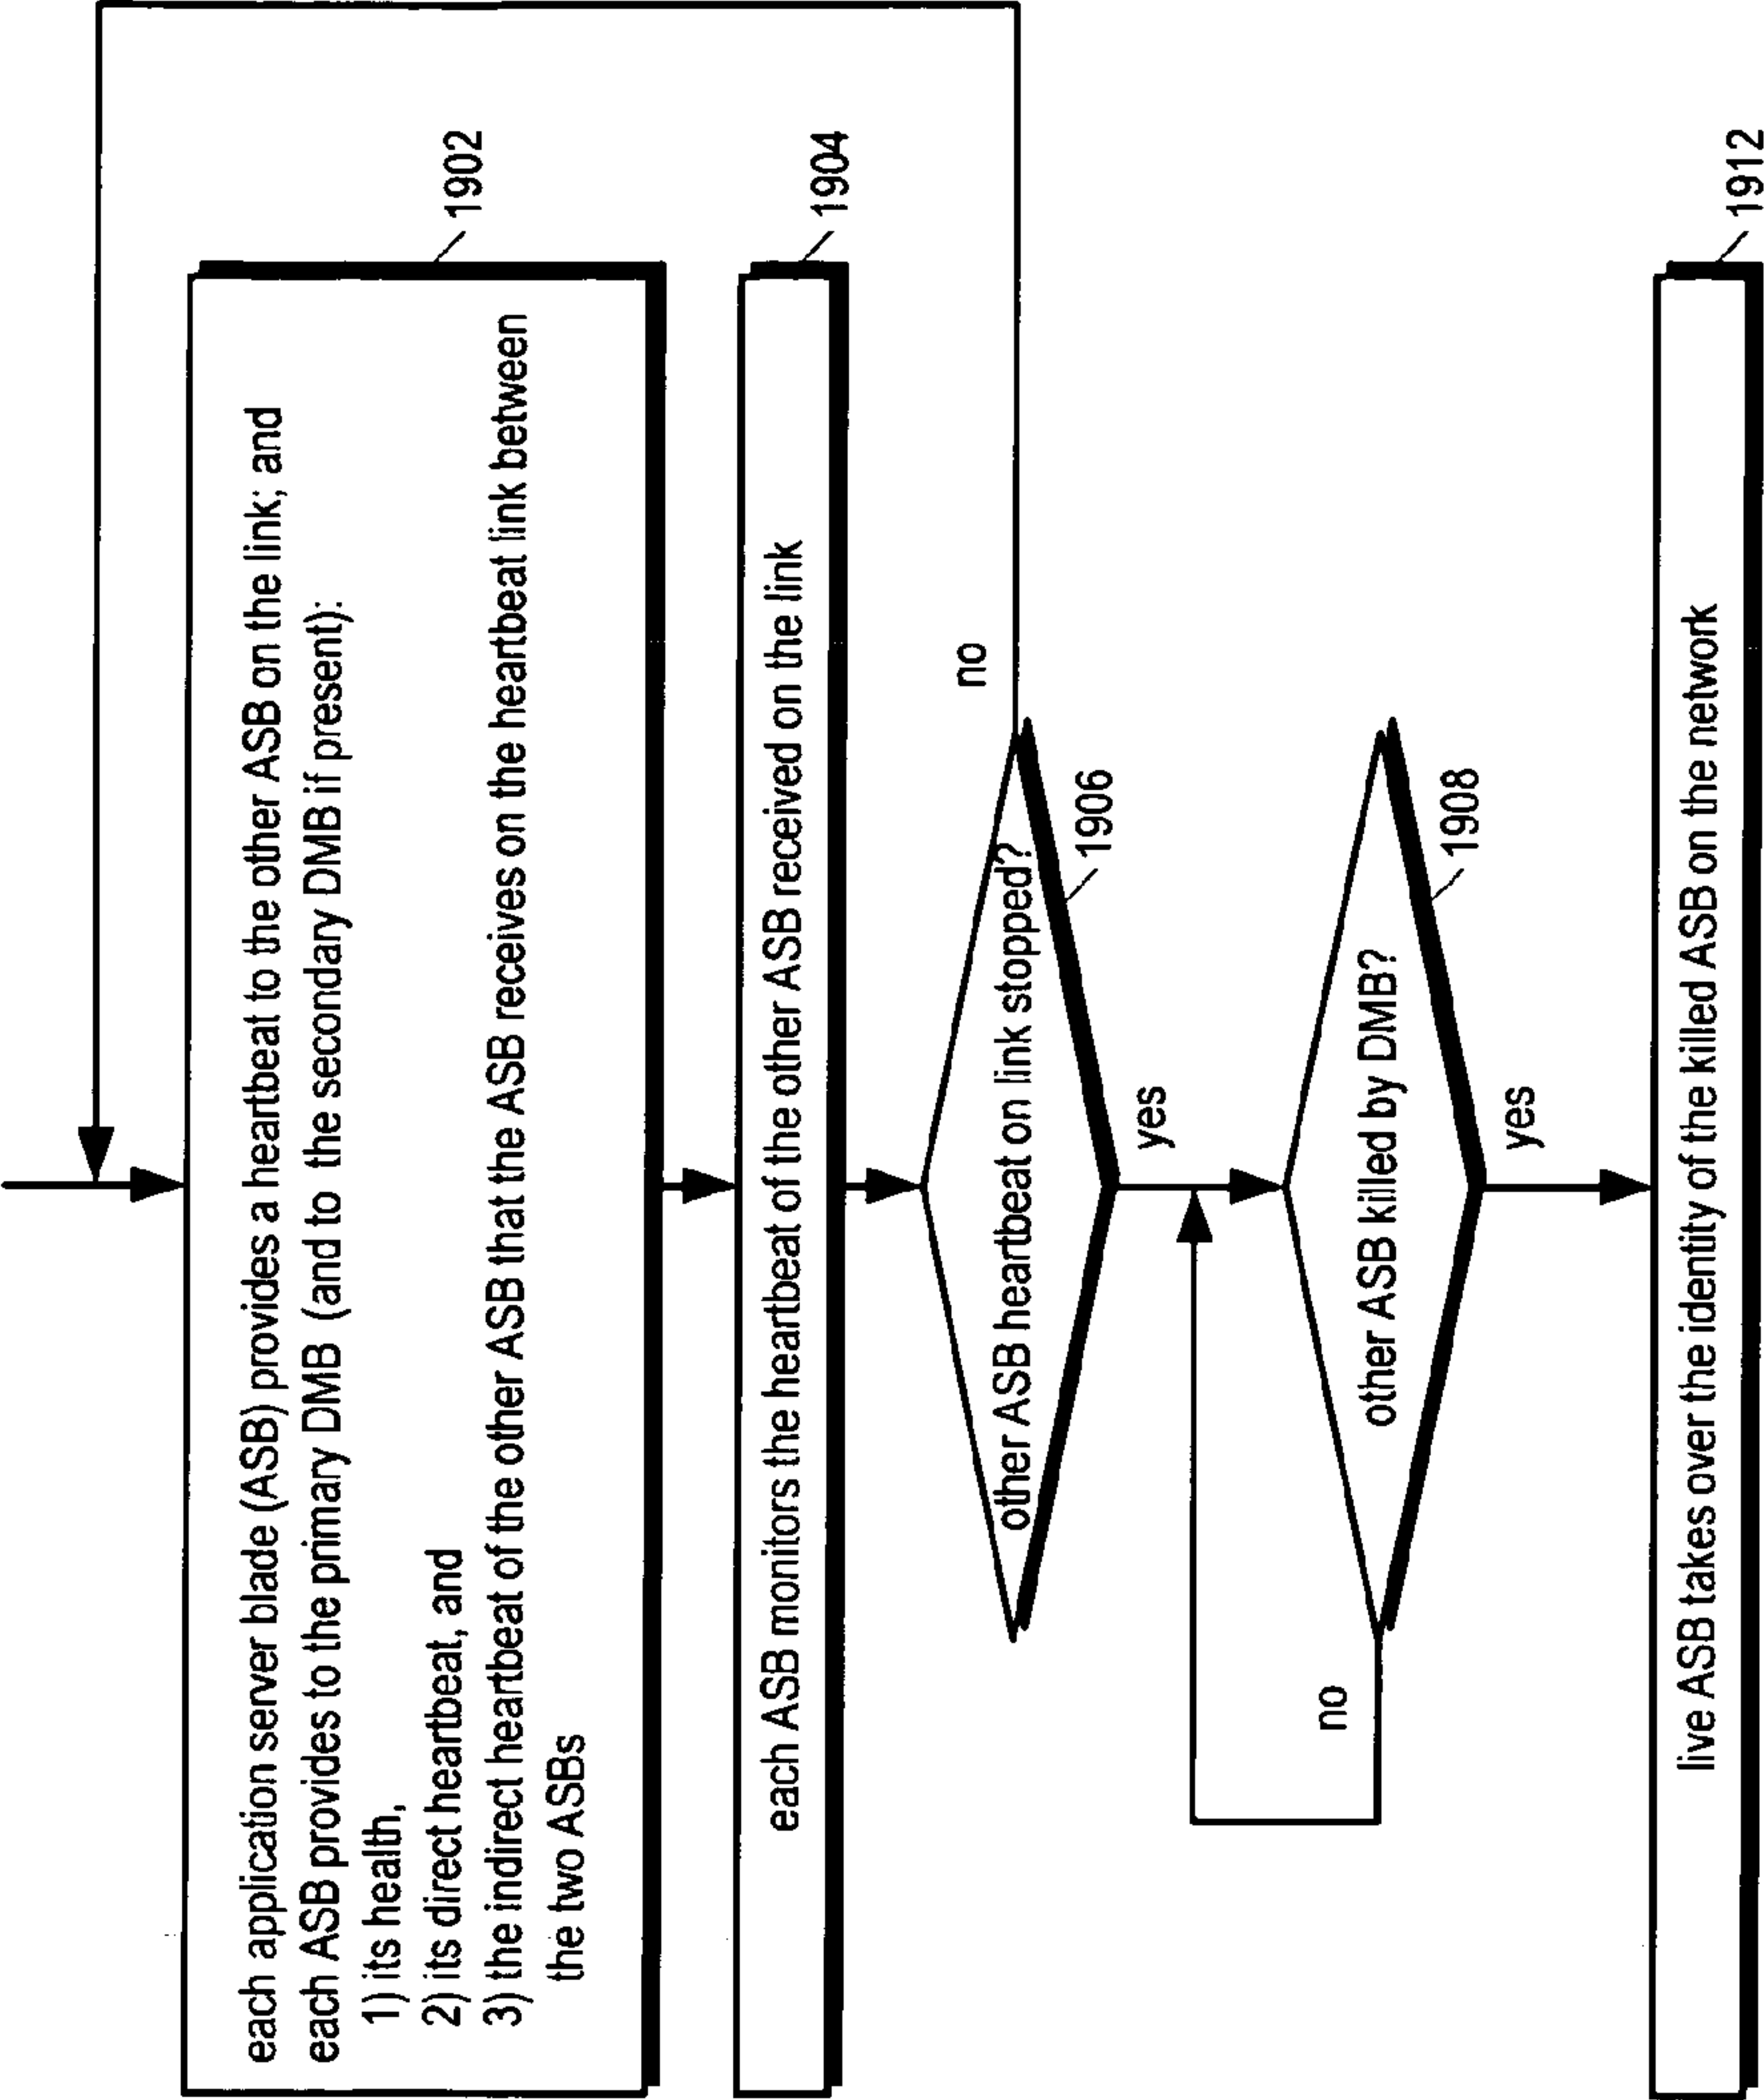 each application server blade (ASB) provides a heartbeat to the other ASB on the link; and
each ASB provides to the primary DMB (and to the secondary DMB if present):
1) its health,
2) its direct heartbeat, and
3) the indirect heartbeat of the other ASB that the ASB receives on the heartbeat link between
the two ASBs
1902
each ASB monitors the heartbeat of the other ASB received on the link
1904
other ASB heartbeat on link stopped?
1906
no
yes
other ASB killed by DMB?
1908
no
yes
live ASB takes over the identity of the killed ASB on the network
1912